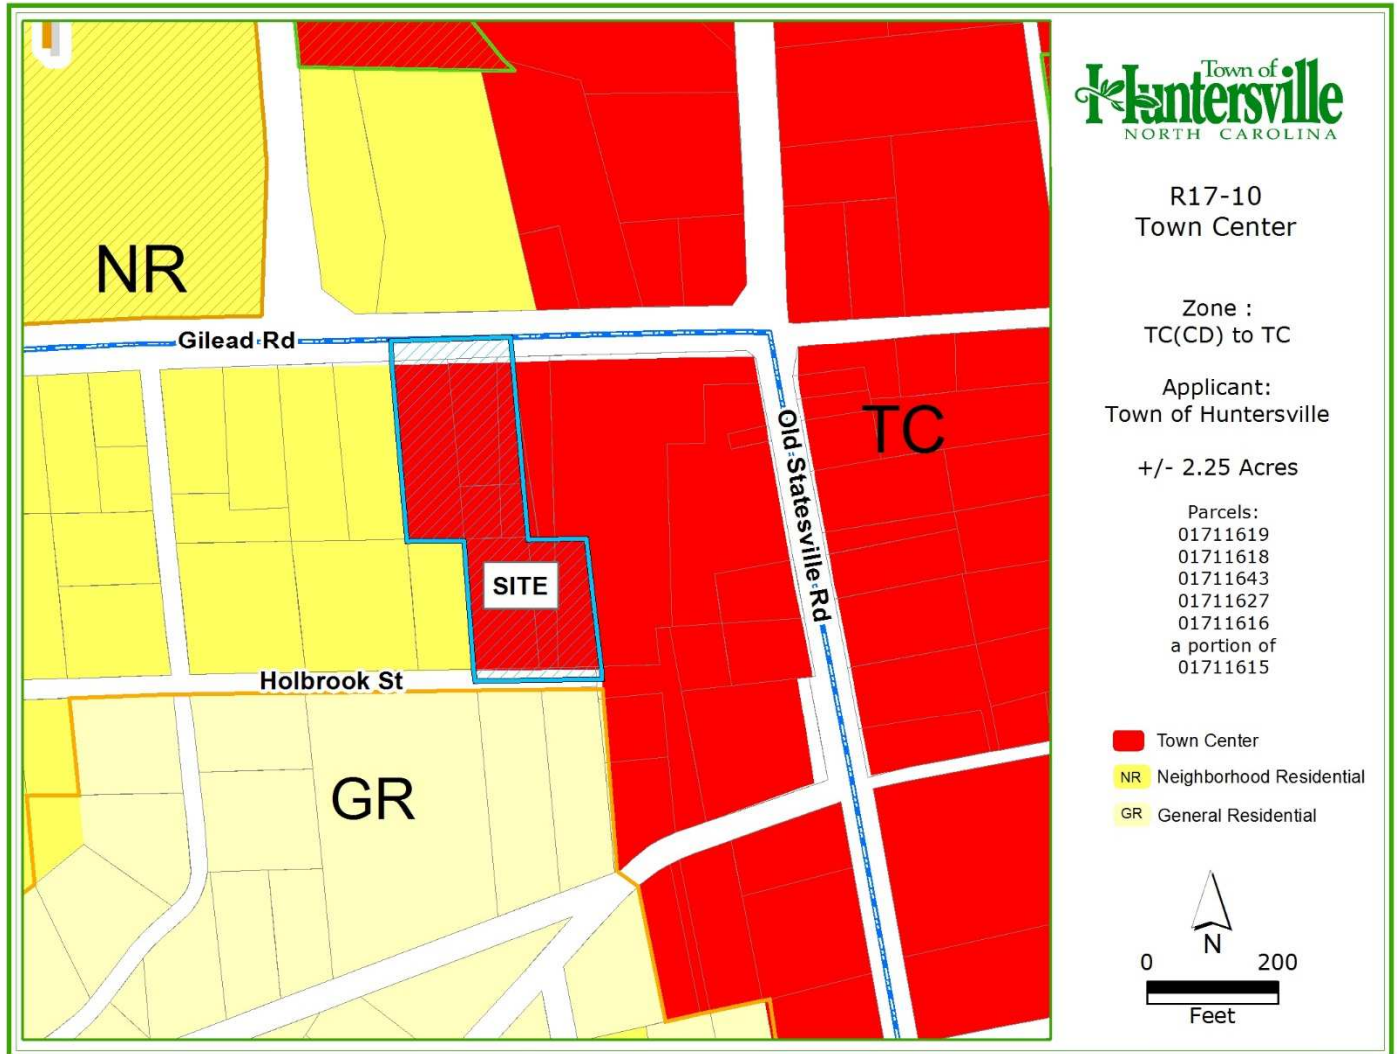 NR
Gilead Rd
TC
Old Statesville Rd
SITE
Holbrook St
GR
Town of
Huntersville
NORTH CAROLINA
R17-10
Town Center
Zone :
TC(CD) to TC
Applicant:
Town of Huntersville
+/- 2.25 Acres
Parcels:
01711619
01711618
01711643
01711627
01711616
a portion of
01711615
Town Center
NR Neighborhood Residential
GR General Residential
N
0 200
Feet